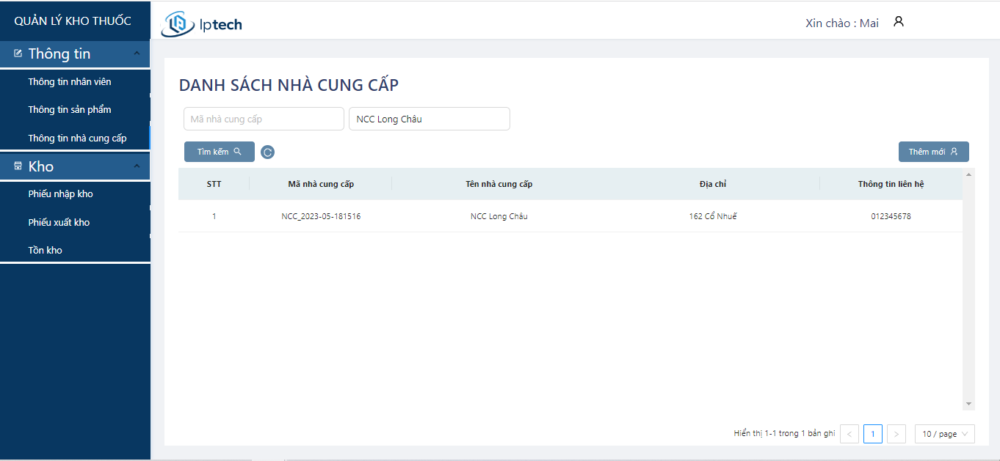 QUẢN LÝ KHO THUỐC
Iptech
Xin chào : Mai
Thông tin
Thông tin nhân viên
Thông tin sản phẩm
Thông tin nhà cung cấp
Kho
Phiếu nhập kho
Phiếu xuất kho
Tồn kho
DANH SÁCH NHÀ CUNG CẤP
Mã nhà cung cấp NCC Long Châu
Tìm kếm Thêm mới
STT Mã nhà cung cấp Tên nhà cung cấp Địa chỉ Thông tin liên hệ
1 NCC_2023-05-181516 NCC Long Châu 162 Cổ Nhuế 012345678
Hiển thị 1-1 trong 1 bản ghi < 1 > 10 / page